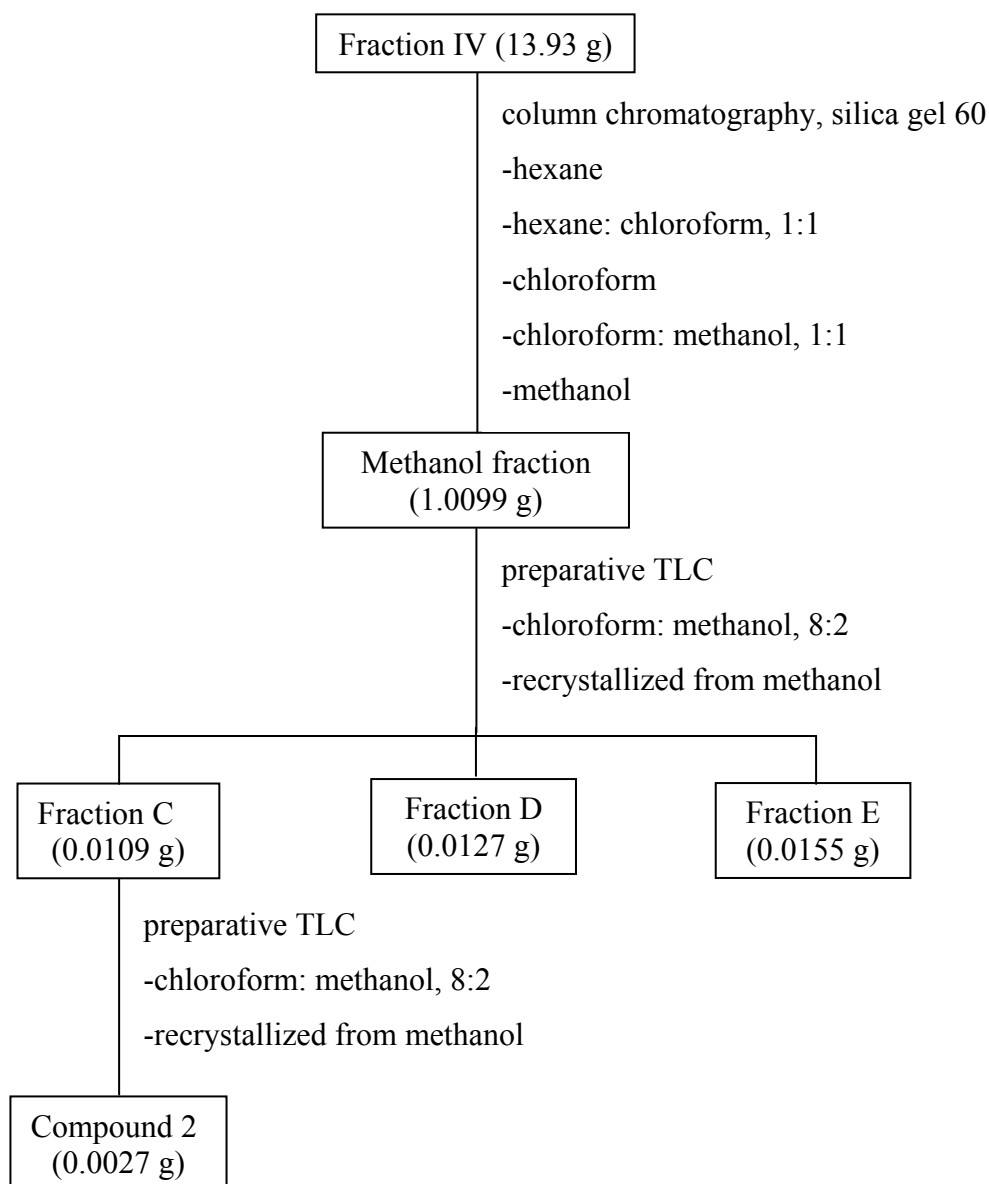 Fraction IV (13.93 g)
column chromatography, silica gel 60
-hexane
-hexane: chloroform, 1:1
-chloroform
-chloroform: methanol, 1:1
-methanol
Methanol fraction
(1.0099 g)
preparative TLC
-chloroform: methanol, 8:2
-recrystallized from methanol
Fraction C
(0.0109 g)
Fraction D
(0.0127 g)
Fraction E
(0.0155 g)
preparative TLC
-chloroform: methanol, 8:2
-recrystallized from methanol
Compound 2
(0.0027 g)